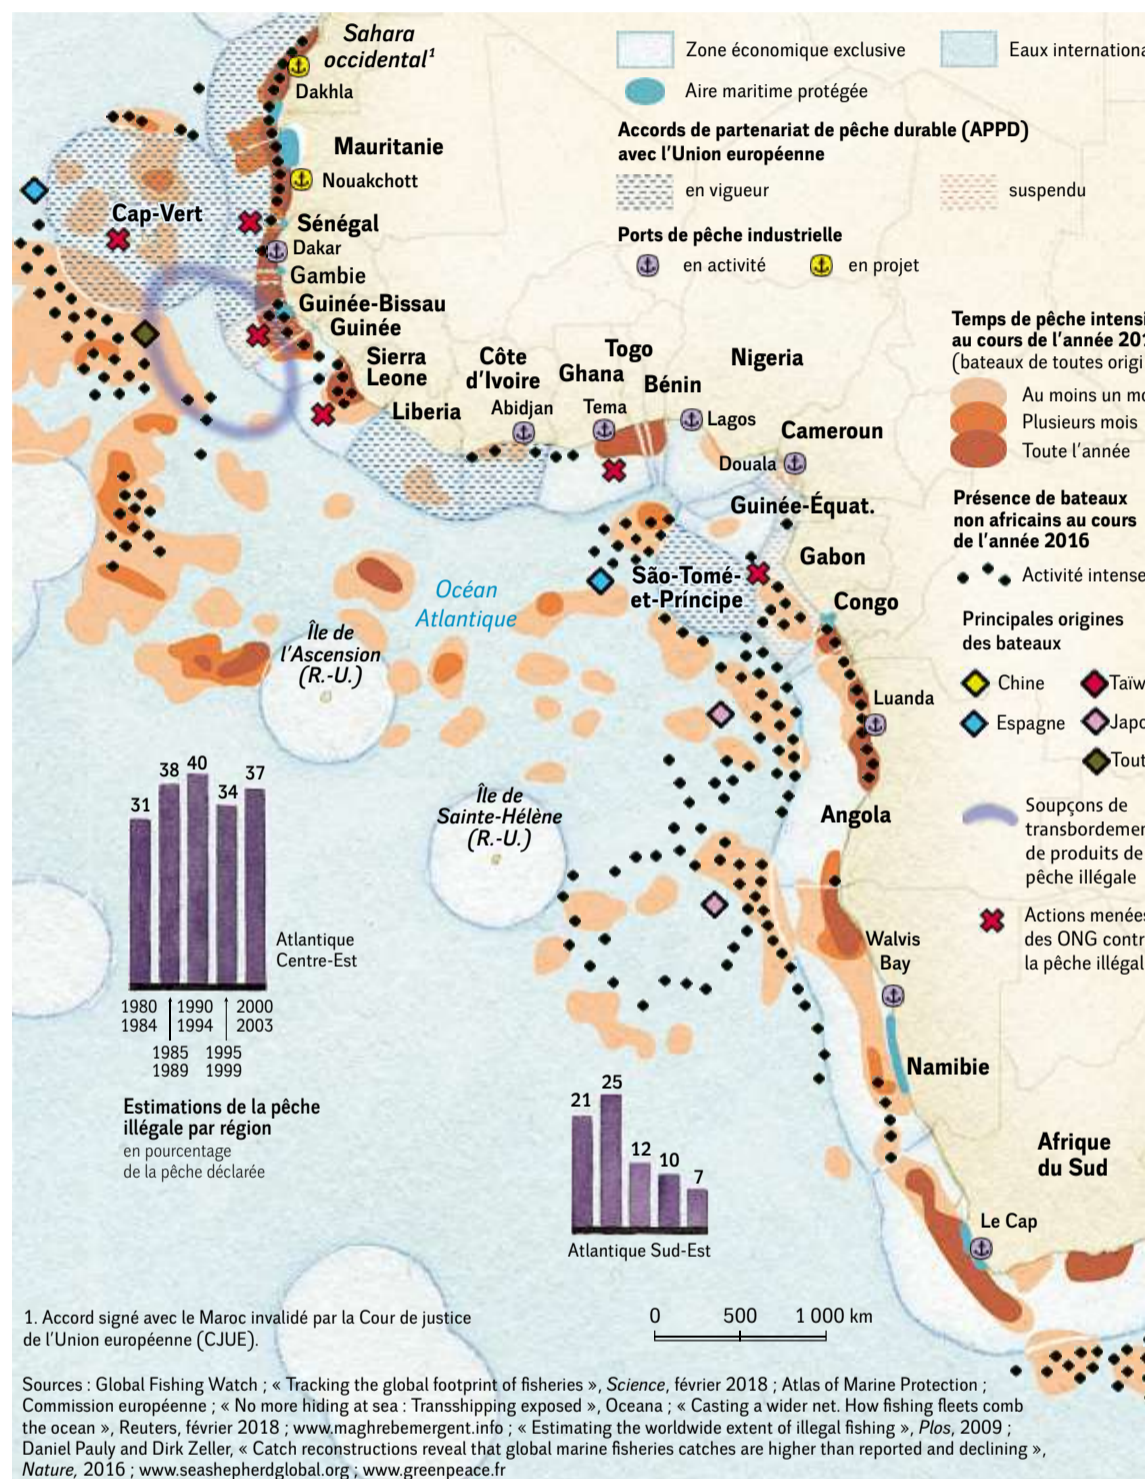 Sahara
occidental¹
Dakhla
Mauritanie
Nouakchott
Cap-Vert
Sénégal
Dakar
Gambie
Guinée-Bissau
Guinée
Sierra
Leone
Liberia
Côte
d'Ivoire
Abidjan
Ghana
Tema
Togo
Bénin
Nigeria
Lagos
Cameroun
Douala
Guinée-Équat.
Gabon
São-Tomé-
et-Príncipe
Congo
Océan
Atlantique
Île de
l'Ascension
(R.-U.)
Luanda
Île de
Sainte-Hélène
(R.-U.)
Angola
Walvis
Bay
Namibie
Afrique
du Sud
Le Cap
Zone économique exclusive
Eaux internationa
Aire maritime protégée
Accords de partenariat de pêche durable (APPD)
avec l'Union européenne
en vigueur
suspendu
Ports de pêche industrielle
en activité
en projet
Temps de pêche intensi
au cours de l'année 201
(bateaux de toutes origi
Au moins un mo
Plusieurs mois
Toute l'année
Présence de bateaux
non africains au cours
de l'année 2016
Activité intense
Principales origines
des bateaux
Chine
Taïw
Espagne
Japo
Tout
Soupçons de
transbordemen
de produits de
pêche illégale
Actions menées
des ONG contr
la pêche illégal
31
38
40
34
37
Atlantique
Centre-Est
1980
1984
1985
1989
1990
1994
1995
1999
2000
2003
Estimations de la pêche
illégale par région
en pourcentage
de la pêche déclarée
21
25
12
10
7
Atlantique Sud-Est
0 500 1 000 km
1. Accord signé avec le Maroc invalidé par la Cour de justice
de l'Union européenne (CJUE).
Sources : Global Fishing Watch ; « Tracking the global footprint of fisheries », Science, février 2018 ; Atlas of Marine Protection ;
Commission européenne ; « No more hiding at sea : Transshipping exposed », Oceana ; « Casting a wider net. How fishing fleets comb
the ocean », Reuters, février 2018 ; www.maghrebemergent.info ; « Estimating the worldwide extent of illegal fishing », Plos, 2009 ;
Daniel Pauly and Dirk Zeller, « Catch reconstructions reveal that global marine fisheries catches are higher than reported and declining »,
Nature, 2016 ; www.seashepherdglobal.org ; www.greenpeace.fr